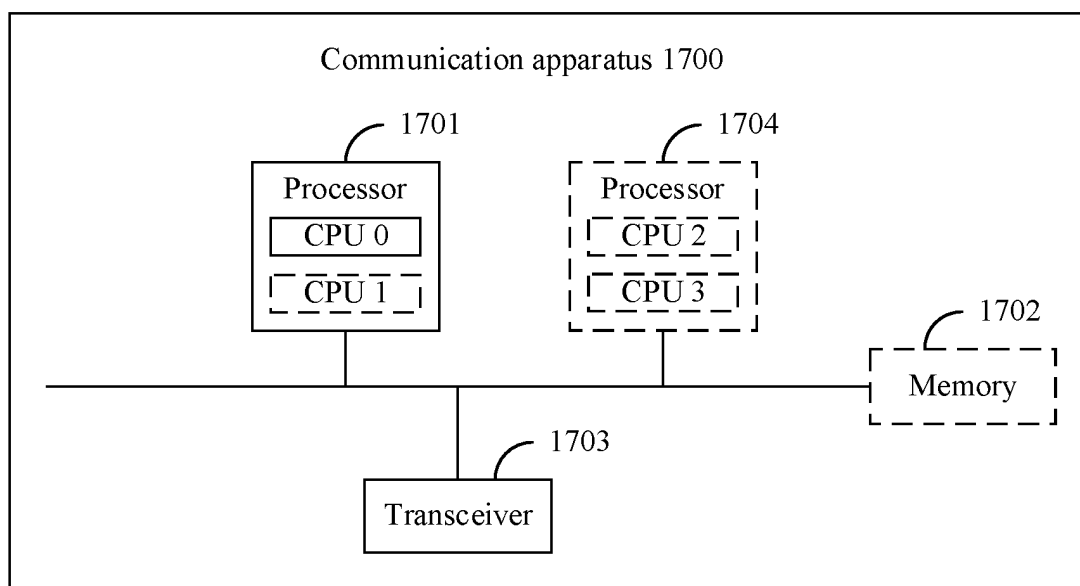 Communication apparatus 1700
1701
1704
Processor
CPU 0
CPU 1
Processor
CPU 2
CPU 3
1702
Memory
1703
Transceiver